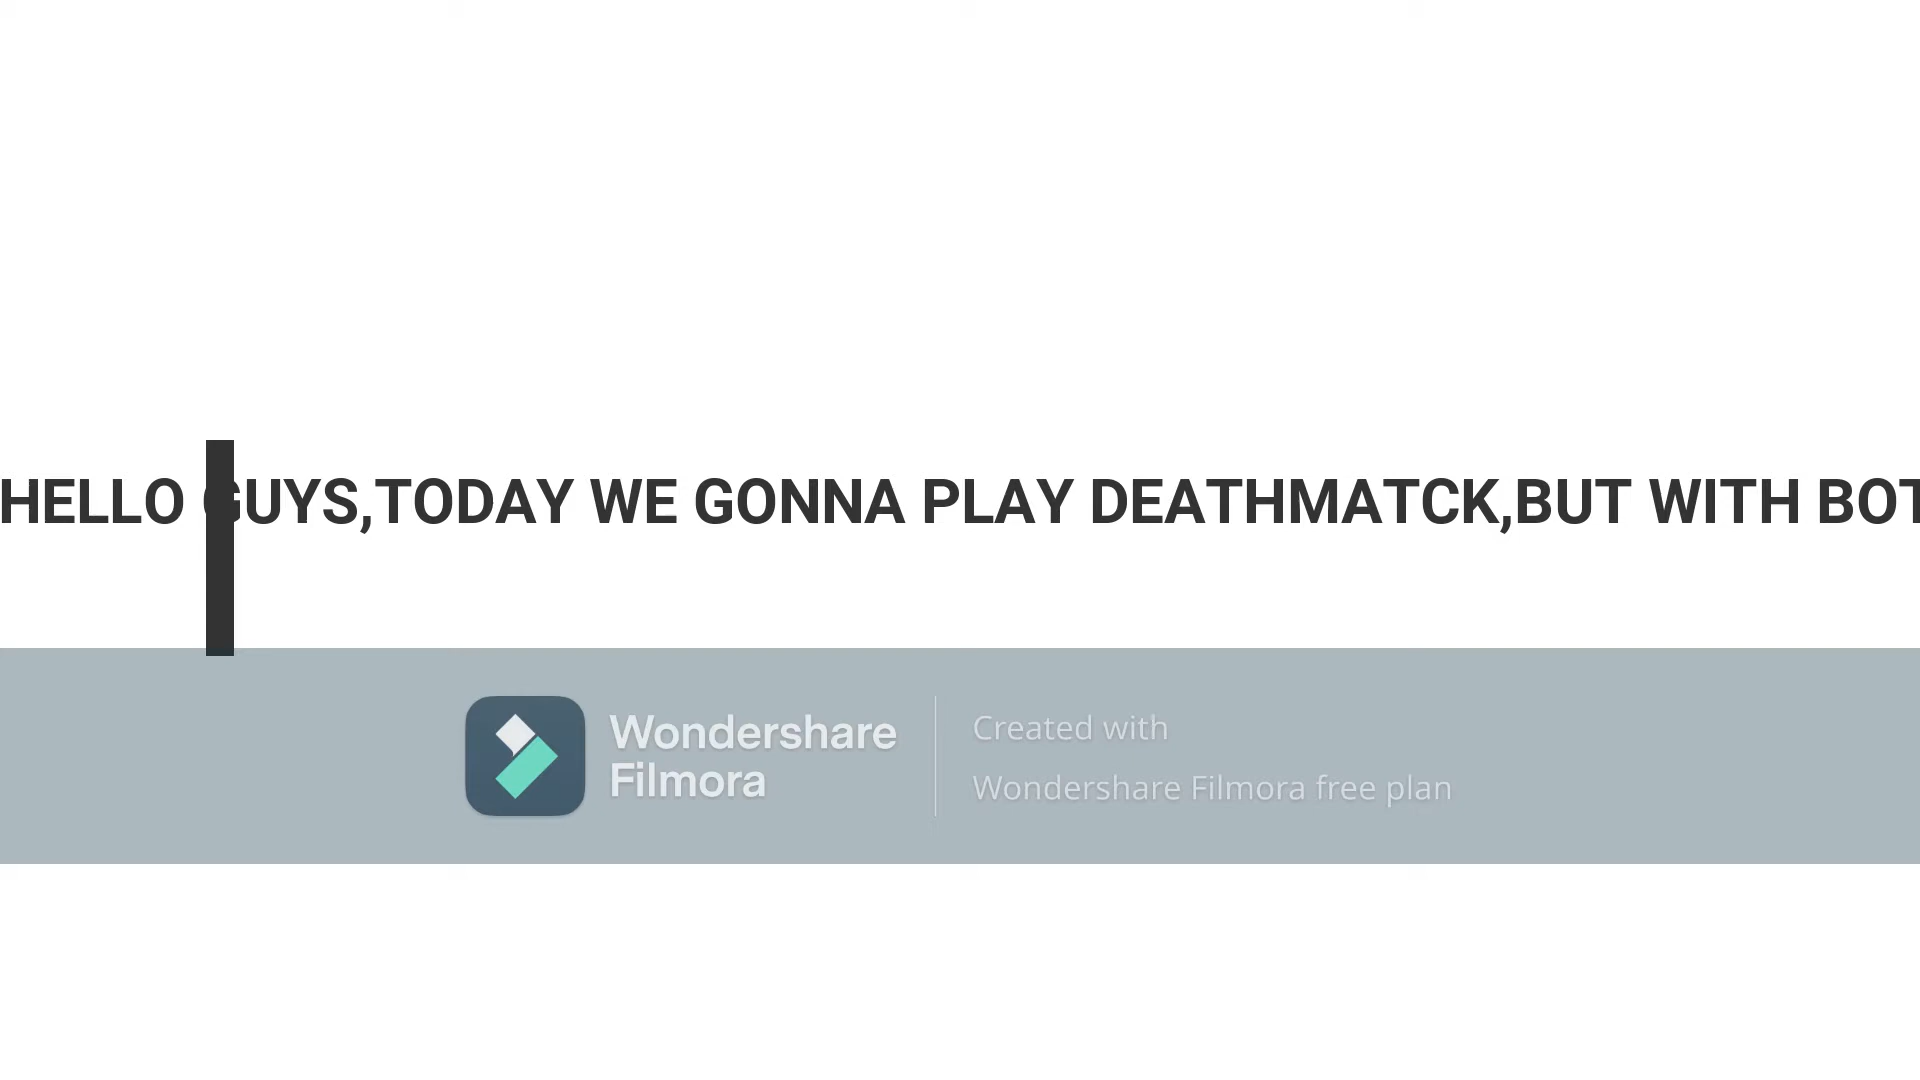 HELLO GUYS,TODAY WE GONNA PLAY DEATHMATCK,BUT WITH BOT
Wondershare
Filmora
Created with
Wondershare Filmora free plan